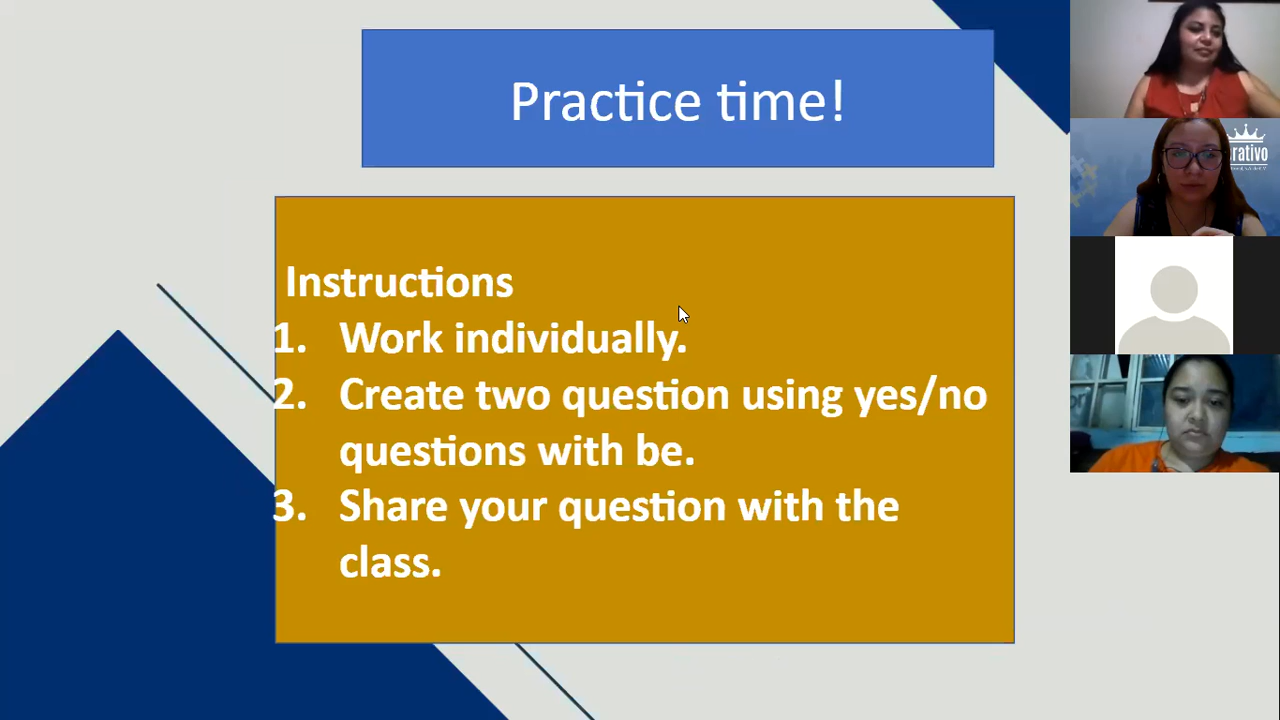 Practice time!
Instructions
1. Work individually.
2. Create two question using yes/no
questions with be.
3. Share your question with the
class.
rativo